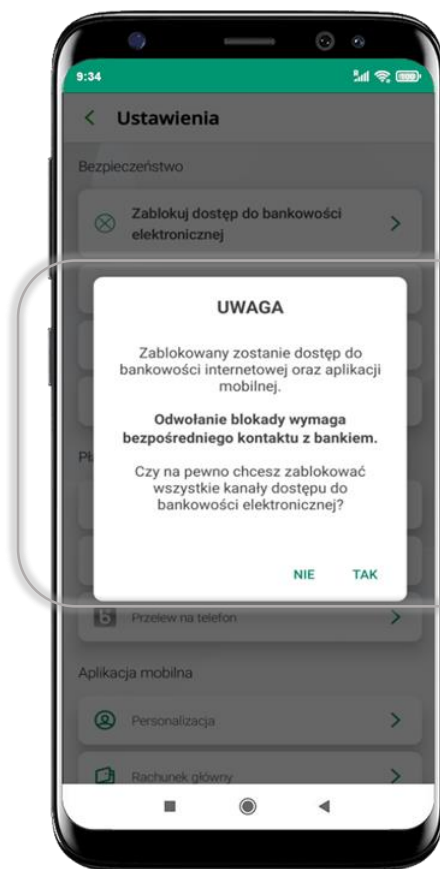 9:34
Ustawienia
Bezpieczeństwo
Zablokuj dostęp do bankowości
elektronicznej
UWAGA
Zablokowany zostanie dostęp do
bankowości internetowej oraz aplikacji
mobilnej.
Odwołanie blokady wymaga
bezpośredniego kontaktu z bankiem.
Czy na pewno chcesz zablokować
wszystkie kanały dostępu do
bankowości elektronicznej?
NIE TAK
Przelew na telefon
Aplikacja mobilna
Personalizacja
Rachunek główny